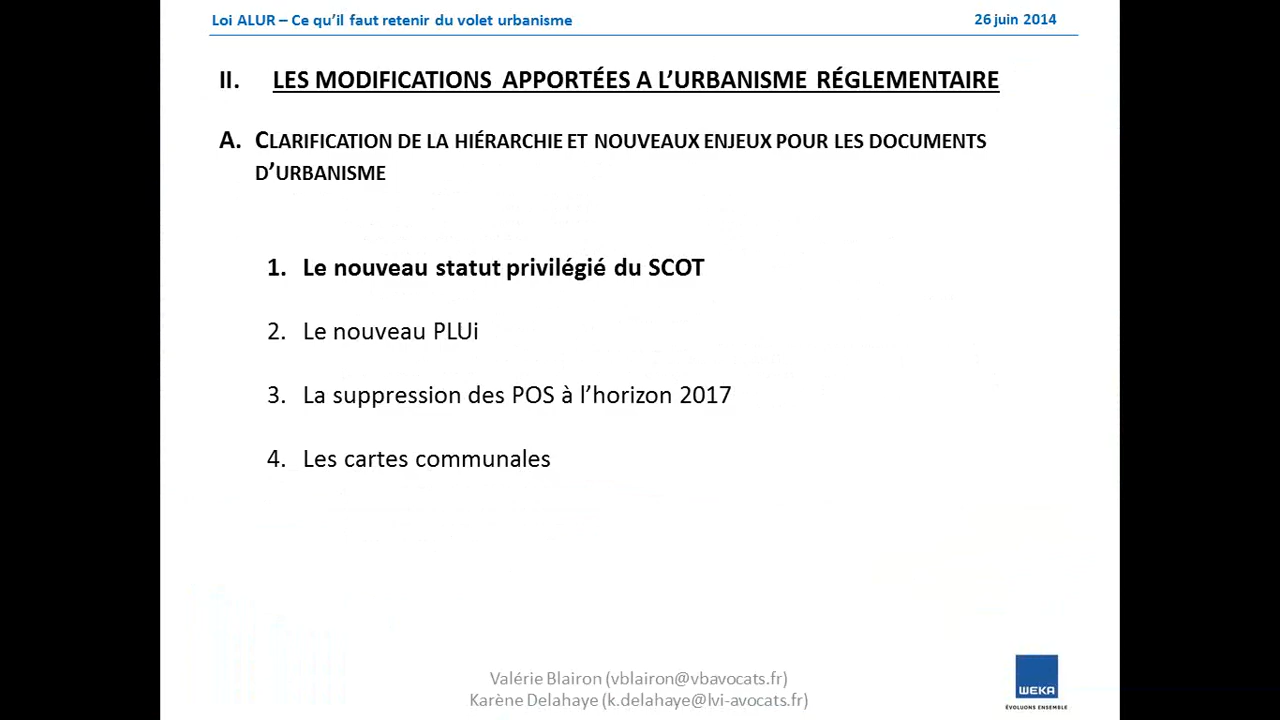 Loi ALUR – Ce qu’il faut retenir du volet urbanisme
26 juin 2014
II. LES MODIFICATIONS APPORTÉES A L’URBANISME RÉGLEMENTAIRE
A. CLARIFICATION DE LA HIÉRARCHIE ET NOUVEAUX ENJEUX POUR LES DOCUMENTS
D’URBANISME
1. Le nouveau statut privilégié du SCOT
2. Le nouveau PLUi
3. La suppression des POS à l’horizon 2017
4. Les cartes communales
Valérie Blairon (vblairon@vbavocats.fr)
Karène Delahaye (k.delahaye@lvi-avocats.fr)
WEKA
ÉVOLUONS ENSEMBLE